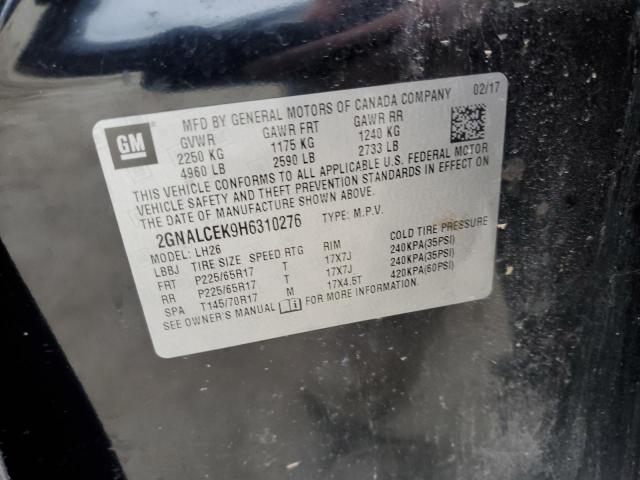 MFD BY GENERAL MOTORS OF CANADA COMPANY 02/17
GM
GVWR GAWR FRT GAWR RR
2250 KG 1175 KG 1240 KG
4960 LB 2590 LB 2733 LB
THIS VEHICLE CONFORMS TO ALL APPLICABLE U.S. FEDERAL MOTOR
VEHICLE SAFETY AND THEFT PREVENTION STANDARDS IN EFFECT ON
THE DATE OF MANUFACTURE SHOWN ABOVE.
2GNALCEK9H6310276 TYPE: M.P.V.
MODEL: LH26
LBBJ TIRE SIZE SPEED RTG RIM COLD TIRE PRESSURE
FRT P225/65R17 T 17X7J 240KPA(35PSI)
RR P225/65R17 T 17X7J 240KPA(35PSI)
SPA T145/70R17 M 17X4.5T 420KPA(60PSI)
SEE OWNER'S MANUAL FOR MORE INFORMATION.